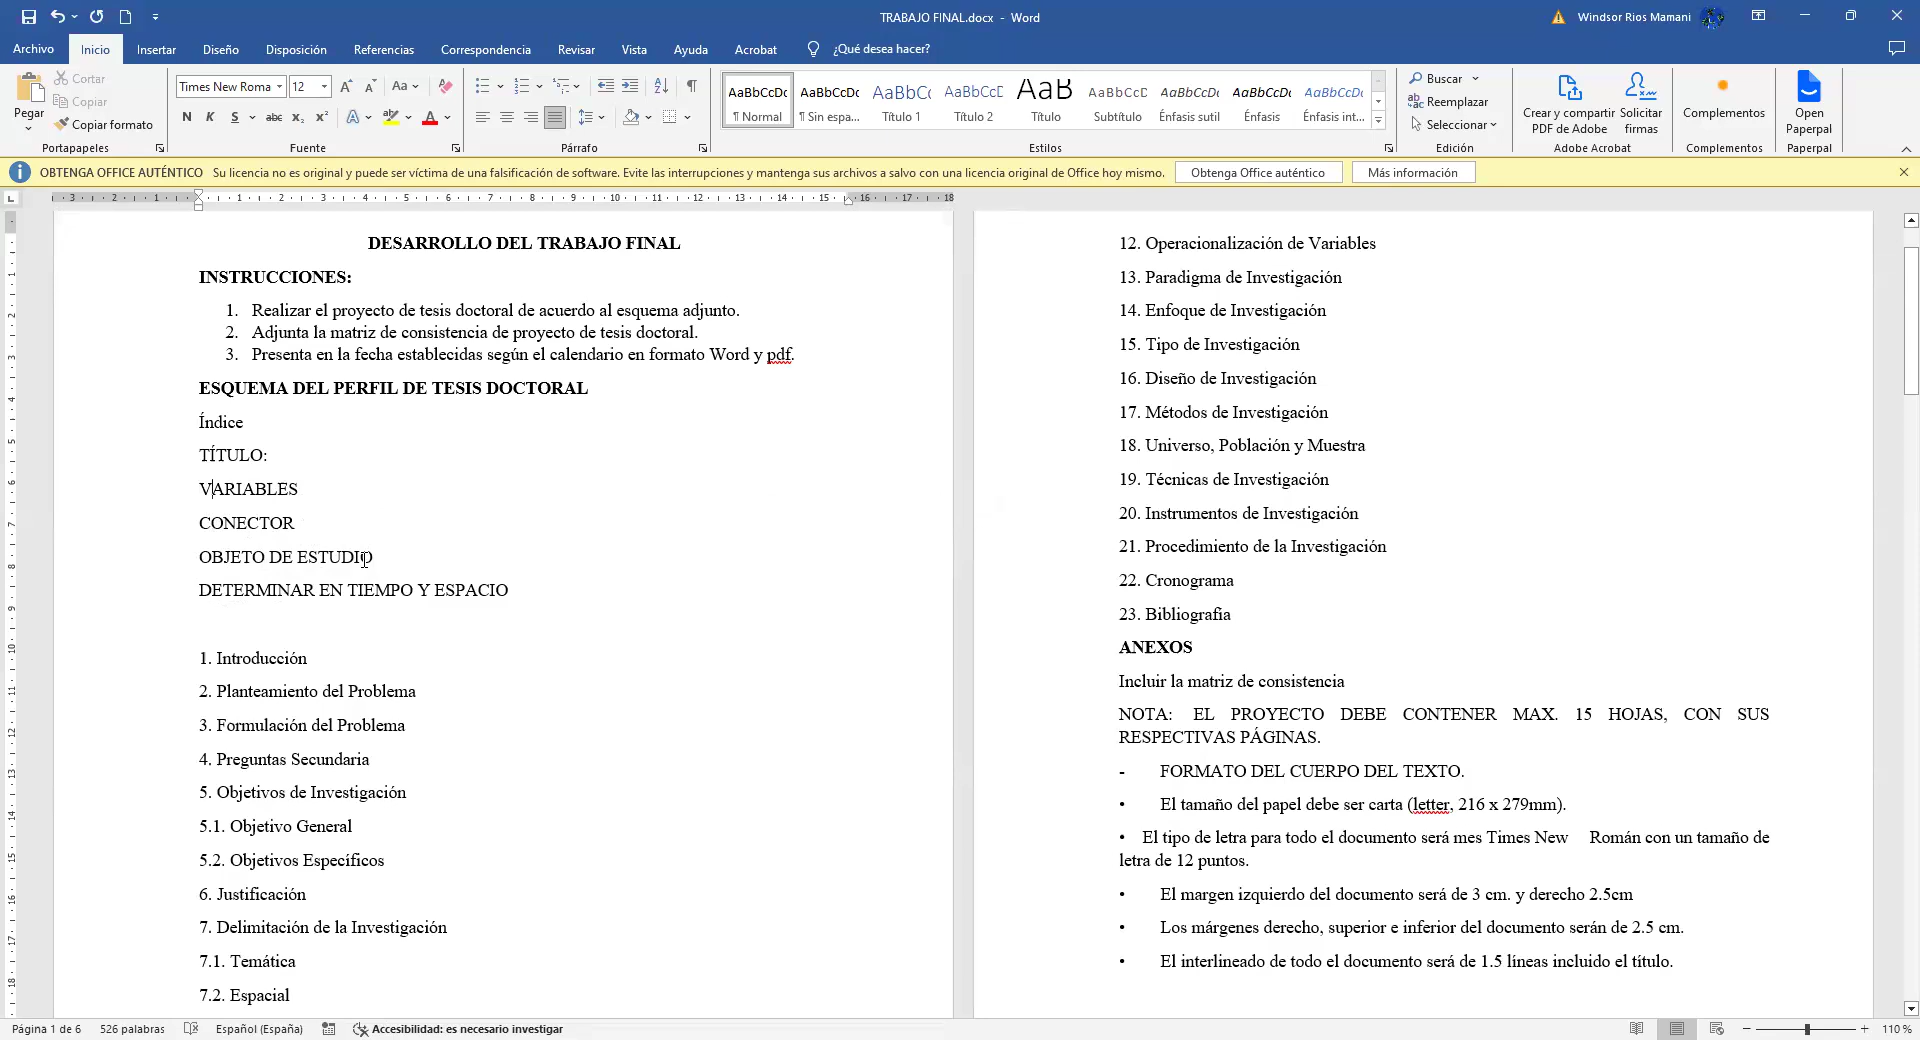 TRABAJO FINAL.docx - Word
Windsor Rios Mamani
Archivo Inicio Insertar Diseño Disposición Referencias Correspondencia Revisar Vista Ayuda Acrobat ¿Qué desea hacer?
Pegar
Cortar
Copiar
Copiar formato
Portapapeles
Times New Roma 12
N K S abc x₂ x²
Fuente
Párrafo
AaBbCcDc AaBbCcDc AaBbCc AaBbCcD AaB AaBbCcD AaBbCcDc AaBbCcDc AaBbCcDc
¶ Normal ¶ Sin espa... Título 1 Título 2 Título Subtítulo Énfasis sutil Énfasis Énfasis int...
Estilos
Buscar
Reemplazar
Seleccionar
Edición
Crear y compartir PDF de Adobe
Solicitar firmas
Adobe Acrobat
Complementos
Complementos
Open Paperpal
Paperpal
OBTENGA OFFICE AUTÉNTICO Su licencia no es original y puede ser víctima de una falsificación de software. Evite las interrupciones y mantenga sus archivos a salvo con una licencia original de Office hoy mismo. Obtenga Office auténtico Más información
DESARROLLO DEL TRABAJO FINAL
INSTRUCCIONES:
1. Realizar el proyecto de tesis doctoral de acuerdo al esquema adjunto.
2. Adjunta la matriz de consistencia de proyecto de tesis doctoral.
3. Presenta en la fecha establecidas según el calendario en formato Word y pdf.
ESQUEMA DEL PERFIL DE TESIS DOCTORAL
Índice
TÍTULO:
VARIABLES
CONECTOR
OBJETO DE ESTUDIO
DETERMINAR EN TIEMPO Y ESPACIO
1. Introducción
2. Planteamiento del Problema
3. Formulación del Problema
4. Preguntas Secundaria
5. Objetivos de Investigación
5.1. Objetivo General
5.2. Objetivos Específicos
6. Justificación
7. Delimitación de la Investigación
7.1. Temática
7.2. Espacial
12. Operacionalización de Variables
13. Paradigma de Investigación
14. Enfoque de Investigación
15. Tipo de Investigación
16. Diseño de Investigación
17. Métodos de Investigación
18. Universo, Población y Muestra
19. Técnicas de Investigación
20. Instrumentos de Investigación
21. Procedimiento de la Investigación
22. Cronograma
23. Bibliografía
ANEXOS
Incluir la matriz de consistencia
NOTA: EL PROYECTO DEBE CONTENER MAX. 15 HOJAS, CON SUS
RESPECTIVAS PÁGINAS.
- FORMATO DEL CUERPO DEL TEXTO.
• El tamaño del papel debe ser carta (letter, 216 x 279mm).
• El tipo de letra para todo el documento será mes Times New Román con un tamaño de
letra de 12 puntos.
• El margen izquierdo del documento será de 3 cm. y derecho 2.5cm
• Los márgenes derecho, superior e inferior del documento serán de 2.5 cm.
• El interlineado de todo el documento será de 1.5 líneas incluido el título.
Página 1 de 6 526 palabras Español (España) Accesibilidad: es necesario investigar 110 %